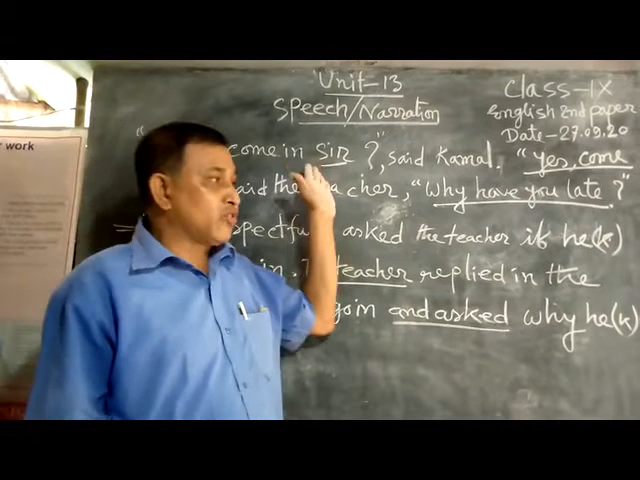 Unit-13
Speech/Narration
Class-IX
English 2nd paper
Date-27.09.20
come in Sir?", said Kamal. "yes, come
said the teacher, "Why have you late?"
asked the teacher if he(k)
in. teacher replied in the
and asked why he(k)
work